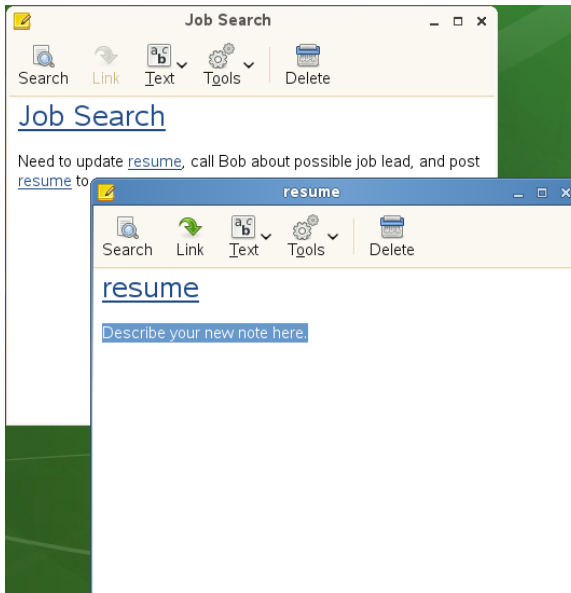 Job Search
Search Link Text Tools Delete
Job Search
Need to update resume, call Bob about possible job lead, and post
resume to
resume
Search Link Text Tools Delete
resume
Describe your new note here.